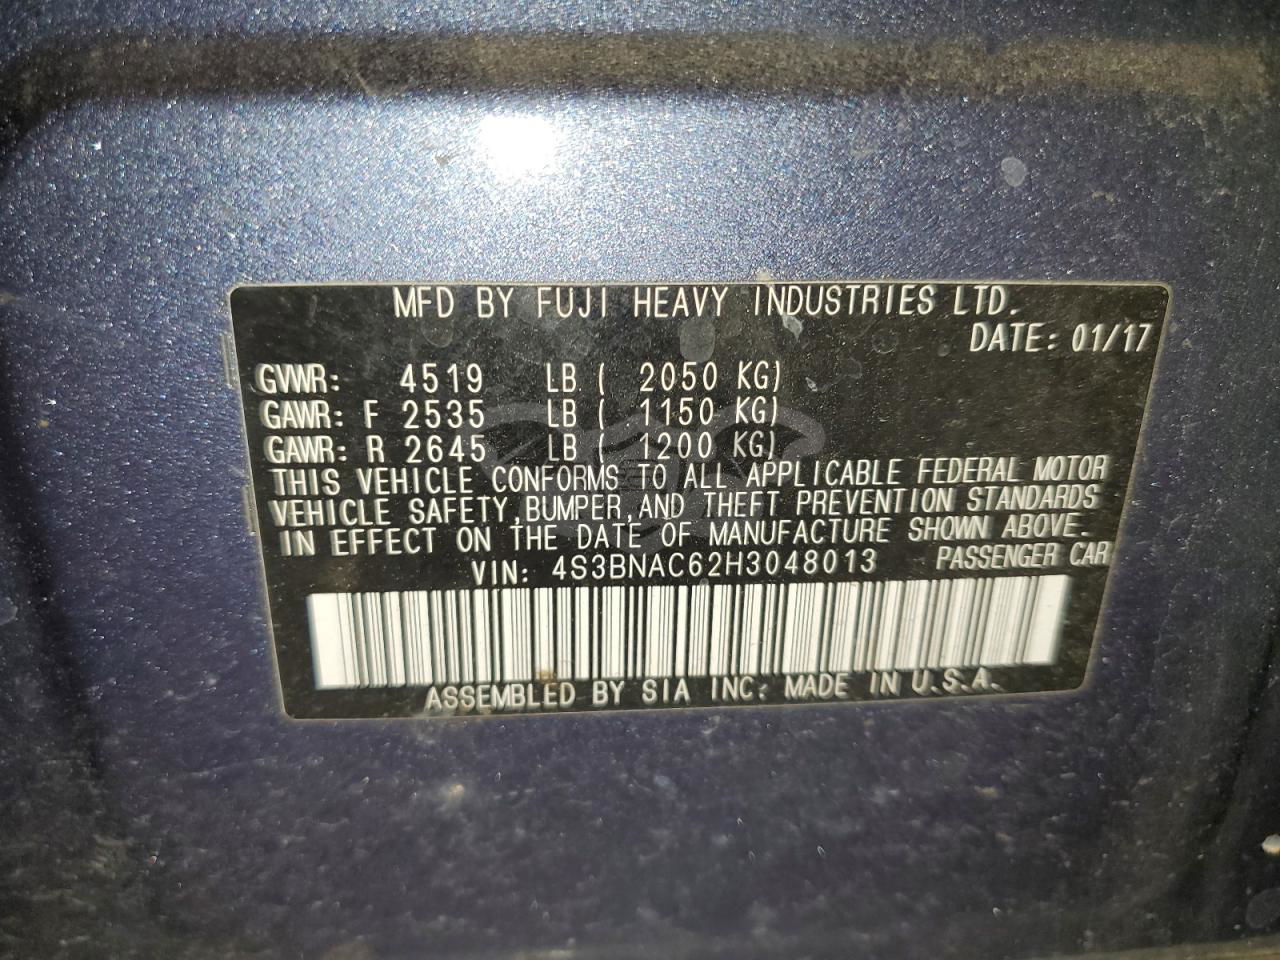 MFD BY FUJI HEAVY INDUSTRIES LTD.
DATE: 01/17
GVWR: 4519 LB ( 2050 KG)
GAWR: F 2535 LB ( 1150 KG)
GAWR: R 2645 LB ( 1200 KG)
THIS VEHICLE CONFORMS TO ALL APPLICABLE FEDERAL MOTOR
VEHICLE SAFETY, BUMPER, AND THEFT PREVENTION STANDARDS
IN EFFECT ON THE DATE OF MANUFACTURE SHOWN ABOVE.
VIN: 4S3BNAC62H3048013 PASSENGER CAR
ASSEMBLED BY SIA INC. MADE IN U.S.A.